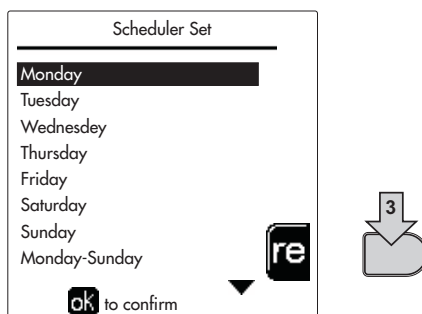 Scheduler Set
Monday
Tuesday
Wednesdey
Thursday
Friday
Saturday
Sunday
Monday-Sunday
re
ok to confirm
3